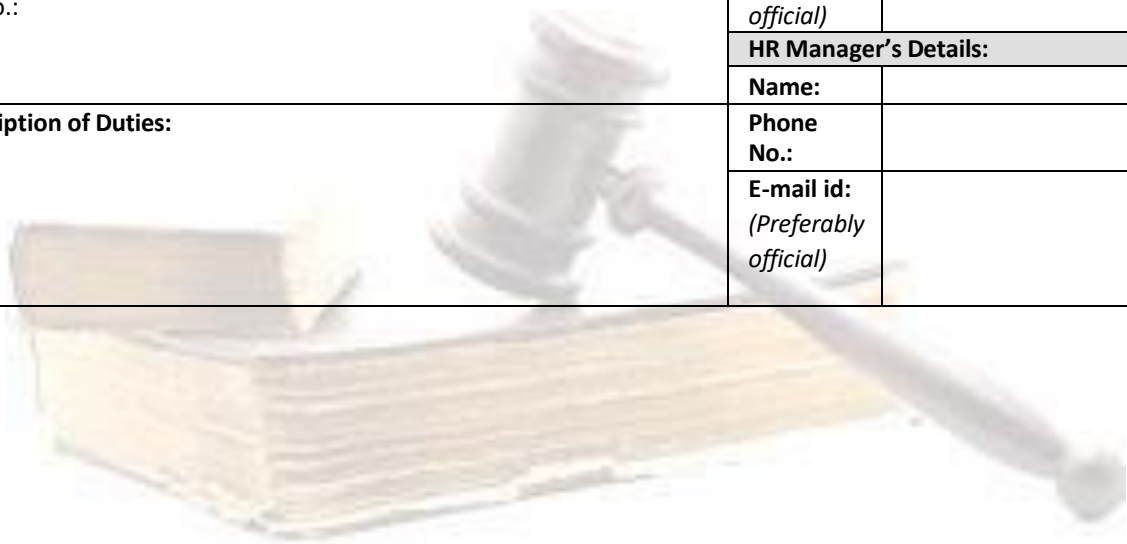 o.:
official)
HR Manager’s Details:
Name:
iption of Duties:
Phone
No.:
E-mail id:
(Preferably
official)